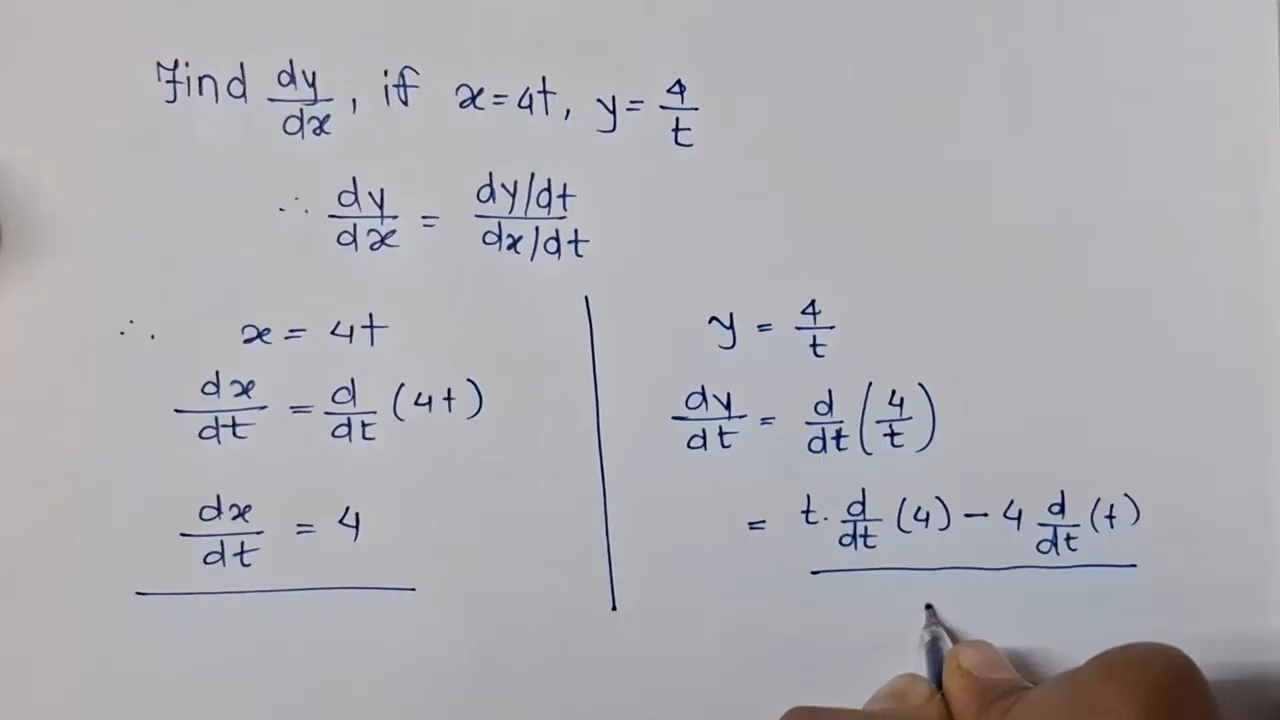 Find dy/dx, if x=4t, y=4/t
∴ dy/dx = (dy/dt)/(dx/dt)
∴ x = 4t
dx/dt = d/dt (4t)
dx/dt = 4
y = 4/t
dy/dt = d/dt (4/t)
= t. d/dt (4) − 4 d/dt (t)